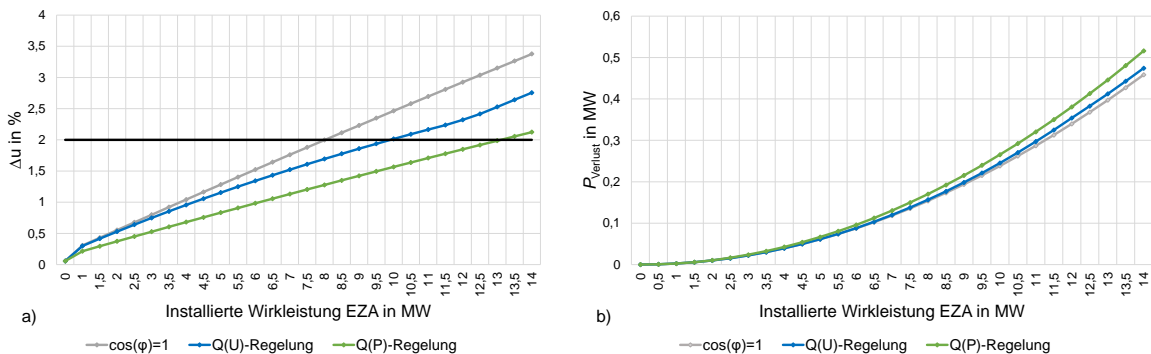 4
3,5
3
2,5
2
1,5
1
0,5
0
Δu in %
0 1 1,5 2 2,5 3 3,5 4 4,5 5 5,5 6 6,5 7 7,5 8 8,5 9 9,5 10 10,5 11 11,5 12 12,5 13 13,5 14
Installierte Wirkleistung EZA in MW
a)
cos(φ)=1 Q(U)-Regelung Q(P)-Regelung
0,6
0,5
0,4
0,3
0,2
0,1
0
PVerlust in MW
0 0,5 1 1,5 2 2,5 3 3,5 4 4,5 5 5,5 6 6,5 7 7,5 8 8,5 9 9,5 10 10,5 11 11,5 12 12,5 13 13,5 14
Installierte Wirkleistung EZA in MW
b)
cos(φ)=1 Q(U)-Regelung Q(P)-Regelung